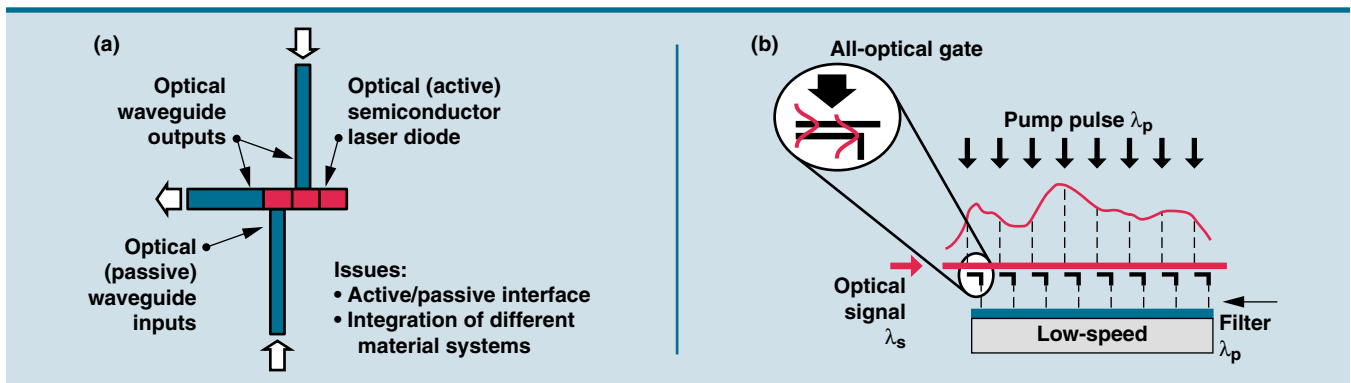 (a)
Optical
waveguide
outputs
Optical (active)
semiconductor
laser diode
Optical
(passive)
waveguide
inputs
Issues:
• Active/passive interface
• Integration of different
material systems
(b)
All-optical gate
Pump pulse λp
Optical
signal
λs
Low-speed
Filter
λp